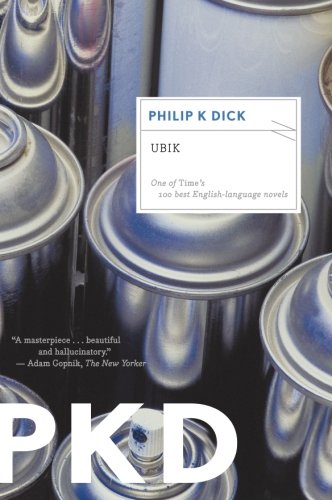 PHILIP K DICK
UBIK
One of Time's
100 best English-language novels
"A masterpiece . . . beautiful
and hallucinatory."
— Adam Gopnik, The New Yorker
PKD